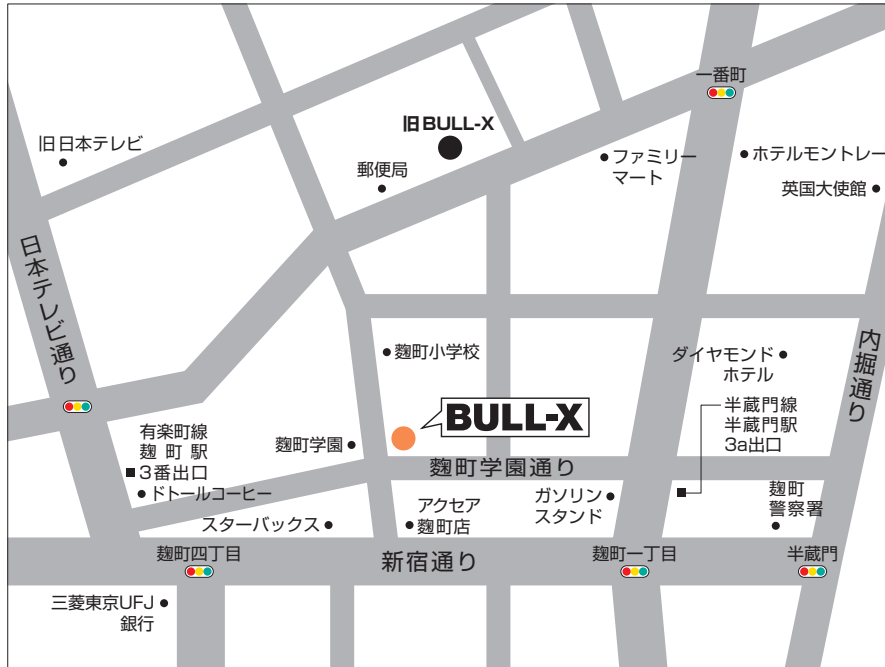 一番町
旧BULL-X
旧日本テレビ
郵便局
ファミリー
マート
ホテルモントレー
英国大使館
日本テレビ通り
内堀通り
麴町小学校
ダイヤモンド
ホテル
BULL-X
半蔵門線
半蔵門駅
3a出口
有楽町線
麴町駅
3番出口
麴町学園
麴町学園通り
ドトールコーヒー
アクセア
麴町店
ガソリン
スタンド
麹町
警察署
スターバックス
麴町四丁目
新宿通り
麴町一丁目
半蔵門
三菱東京UFJ
銀行